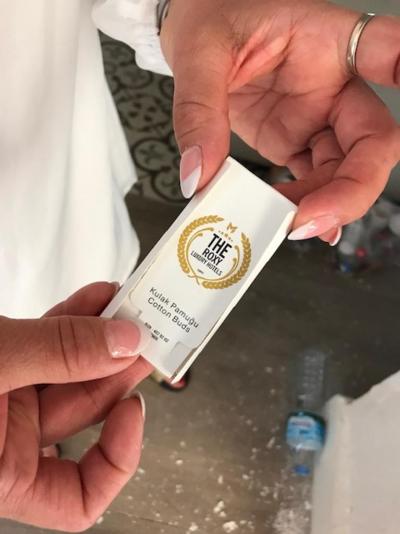 THE
ROXY
LUXURY HOTELS
Kulak Pamuğu
Cotton Buds